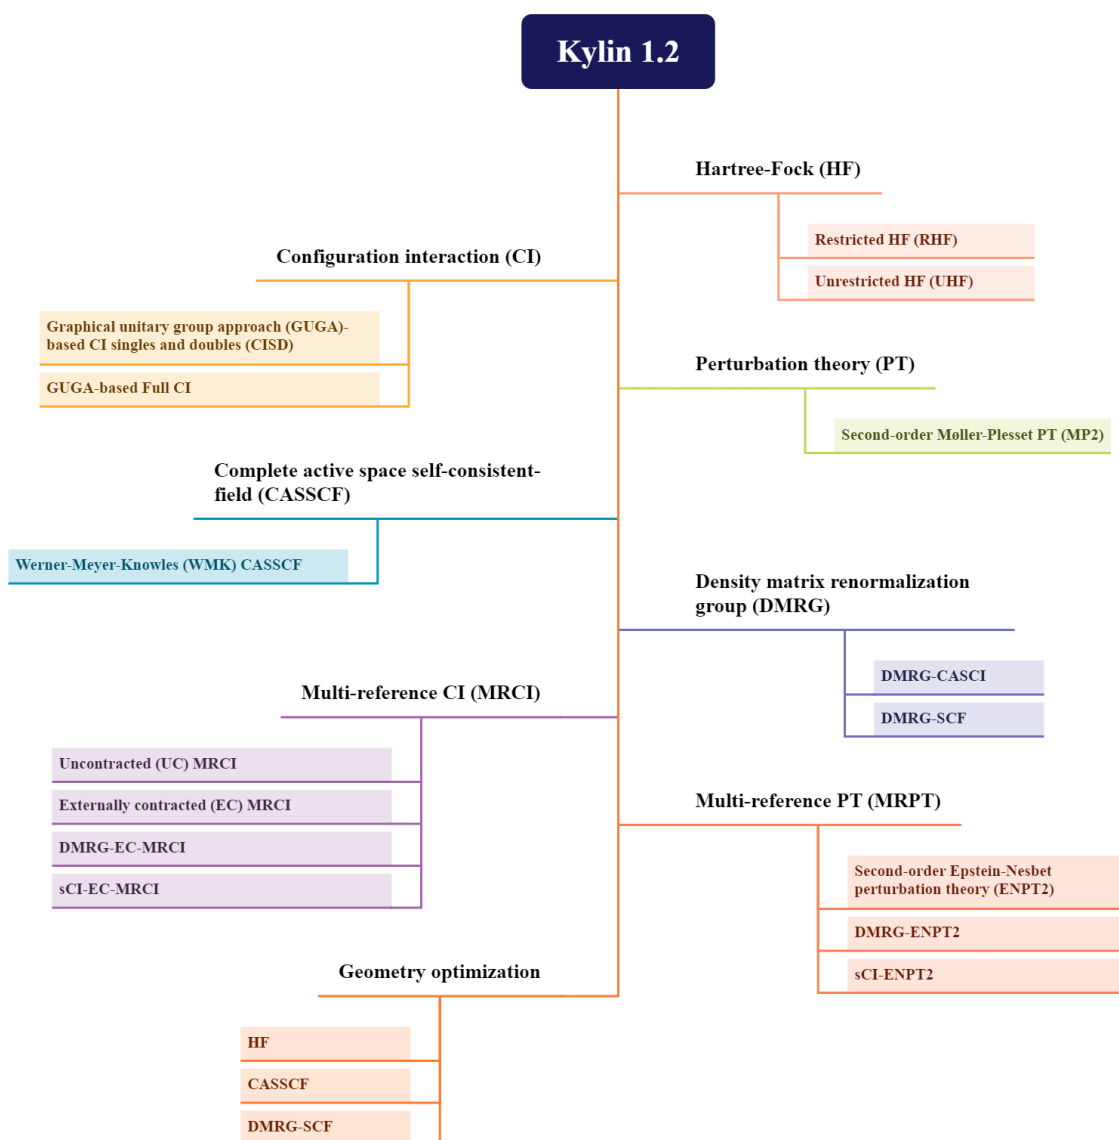 Kylin 1.2
Hartree-Fock (HF)
Restricted HF (RHF)
Unrestricted HF (UHF)
Configuration interaction (CI)
Graphical unitary group approach (GUGA)-
based CI singles and doubles (CISD)
GUGA-based Full CI
Perturbation theory (PT)
Second-order Møller-Plesset PT (MP2)
Complete active space self-consistent-
field (CASSCF)
Werner-Meyer-Knowles (WMK) CASSCF
Density matrix renormalization
group (DMRG)
DMRG-CASCI
DMRG-SCF
Multi-reference CI (MRCI)
Uncontracted (UC) MRCI
Externally contracted (EC) MRCI
DMRG-EC-MRCI
sCI-EC-MRCI
Multi-reference PT (MRPT)
Second-order Epstein-Nesbet
perturbation theory (ENPT2)
DMRG-ENPT2
sCI-ENPT2
Geometry optimization
HF
CASSCF
DMRG-SCF